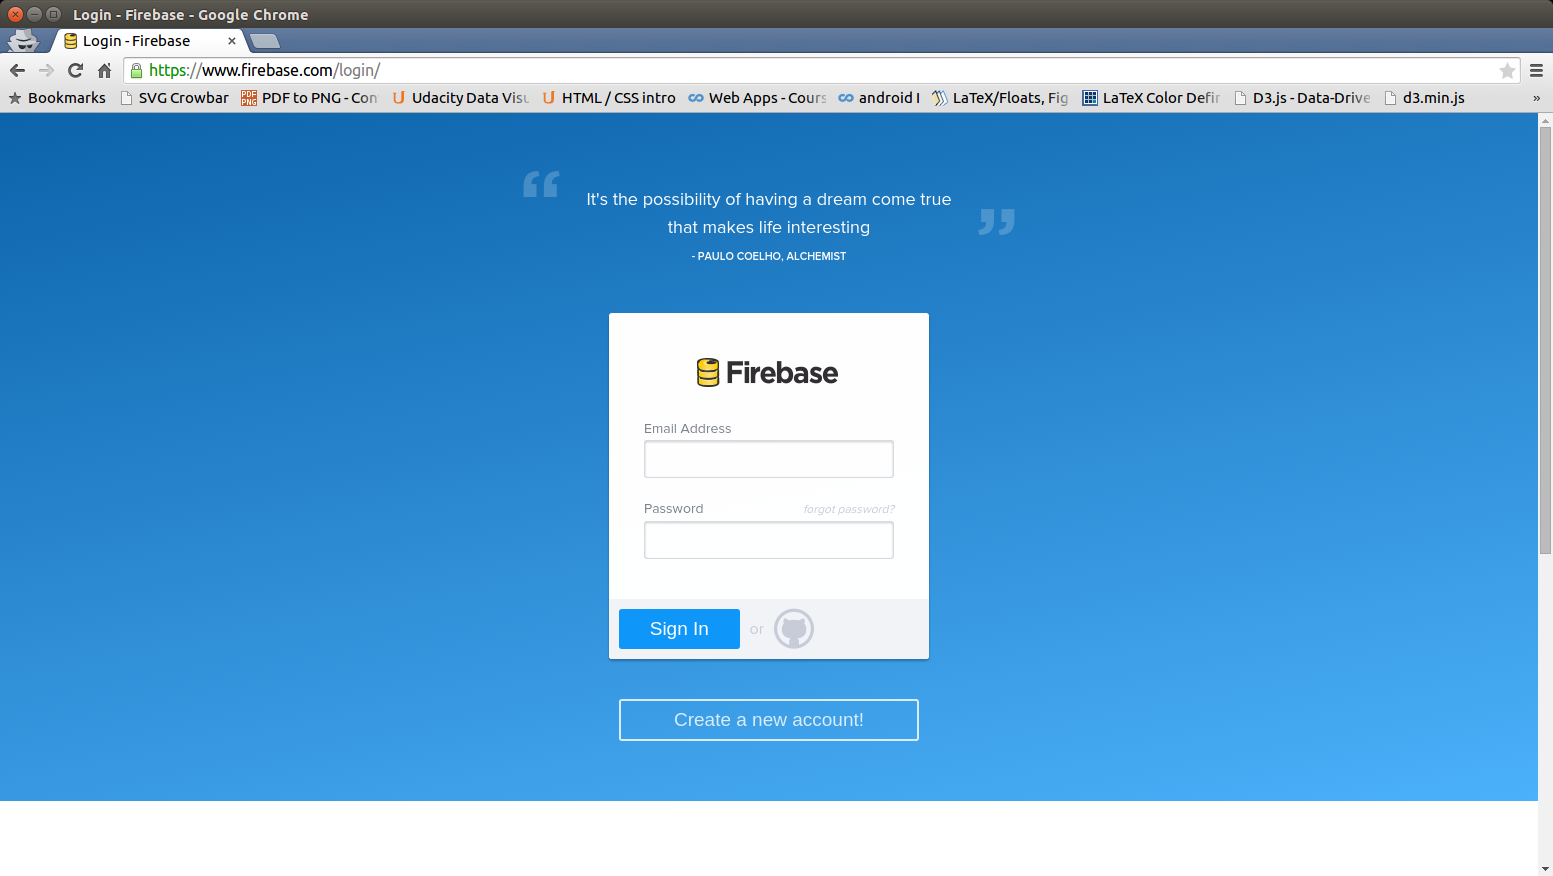 Login - Firebase - Google Chrome
Login - Firebase
https://www.firebase.com/login/
Bookmarks SVG Crowbar PDF to PNG - Con Udacity Data Visu HTML / CSS intro Web Apps - Cours android I LaTeX/Floats, Fig LaTeX Color Defin D3.js - Data-Drive d3.min.js »
“ It's the possibility of having a dream come true
that makes life interesting ”
- PAULO COELHO, ALCHEMIST
Firebase
Email Address
Password forgot password?
Sign In or
Create a new account!